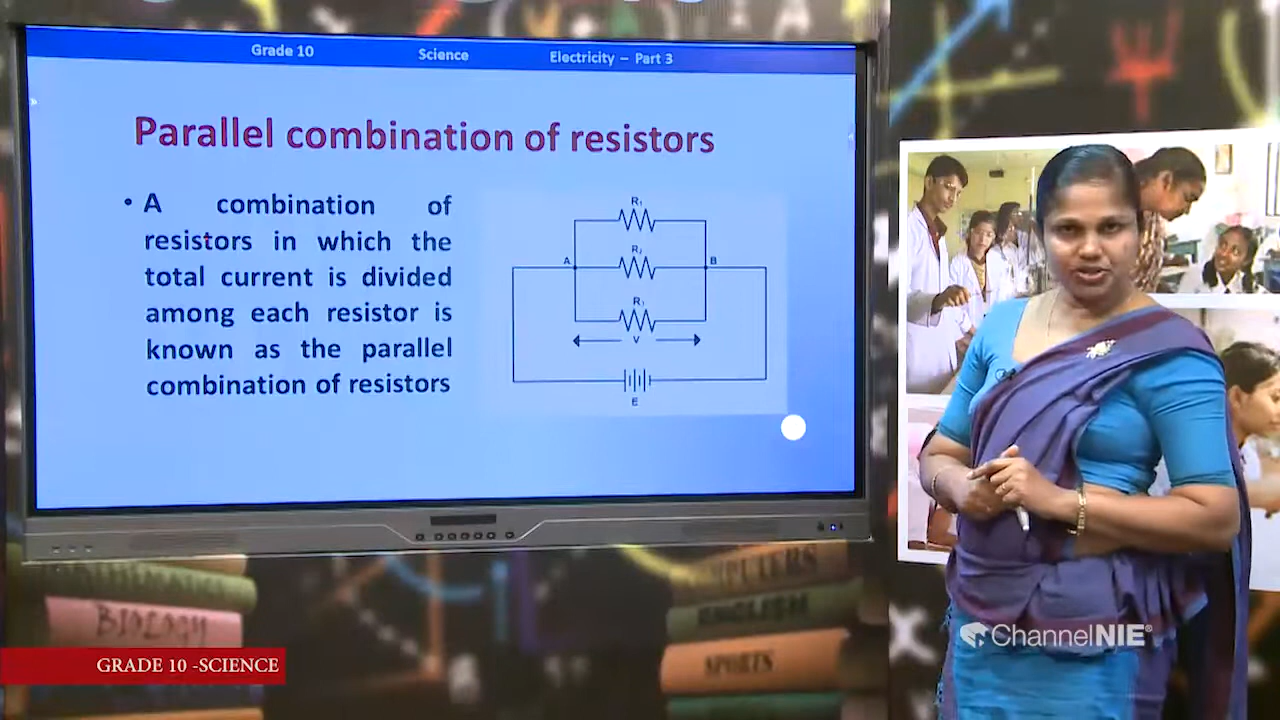 Grade 10 Science Electricity – Part 3
Parallel combination of resistors
• A combination of
resistors in which the
total current is divided
among each resistor is
known as the parallel
combination of resistors
R₁
A R₂ B
R₃
V
E
BIOLOGY
COMPUTERS
ENGLISH
SPORTS
GRADE 10 -SCIENCE
ChannelNIE®